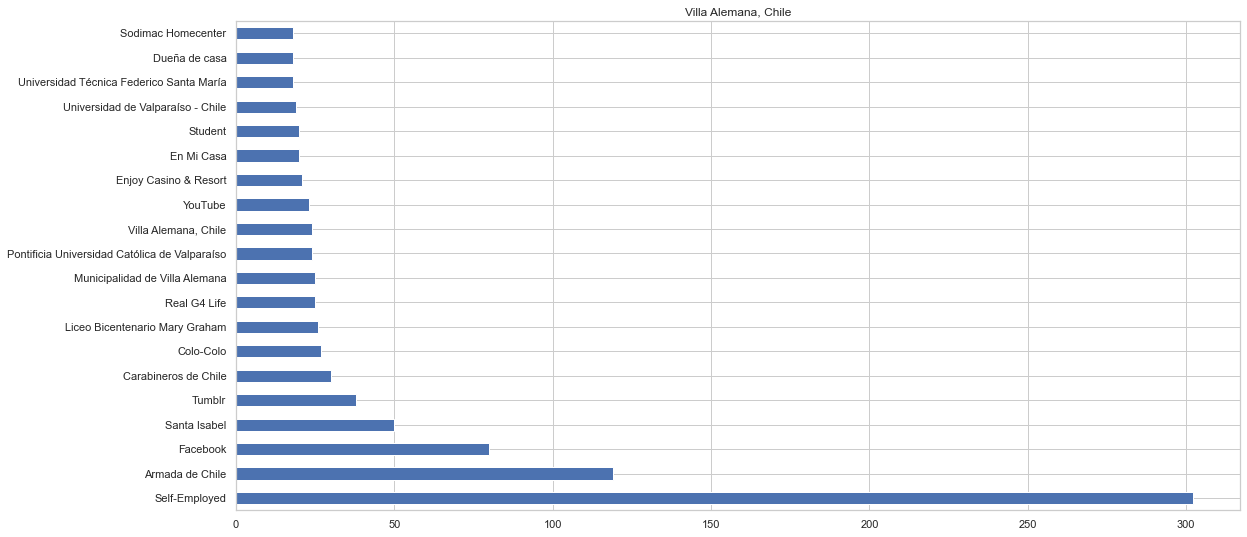 Villa Alemana, Chile
Sodimac Homecenter
Dueña de casa
Universidad Técnica Federico Santa María
Universidad de Valparaíso - Chile
Student
En Mi Casa
Enjoy Casino & Resort
YouTube
Villa Alemana, Chile
Pontificia Universidad Católica de Valparaíso
Municipalidad de Villa Alemana
Real G4 Life
Liceo Bicentenario Mary Graham
Colo-Colo
Carabineros de Chile
Tumblr
Santa Isabel
Facebook
Armada de Chile
Self-Employed
0 50 100 150 200 250 300